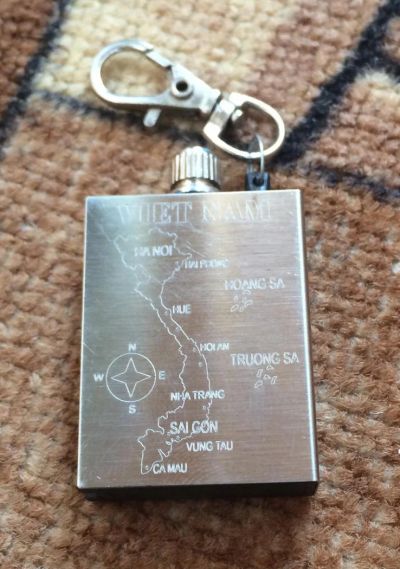 VIET NAM
HA NOI
HAI PHONG
HOANG SA
HUE
HOI AN
TRUONG SA
N
W E
S
NHA TRANG
SAI GON
VUNG TAU
CA MAU